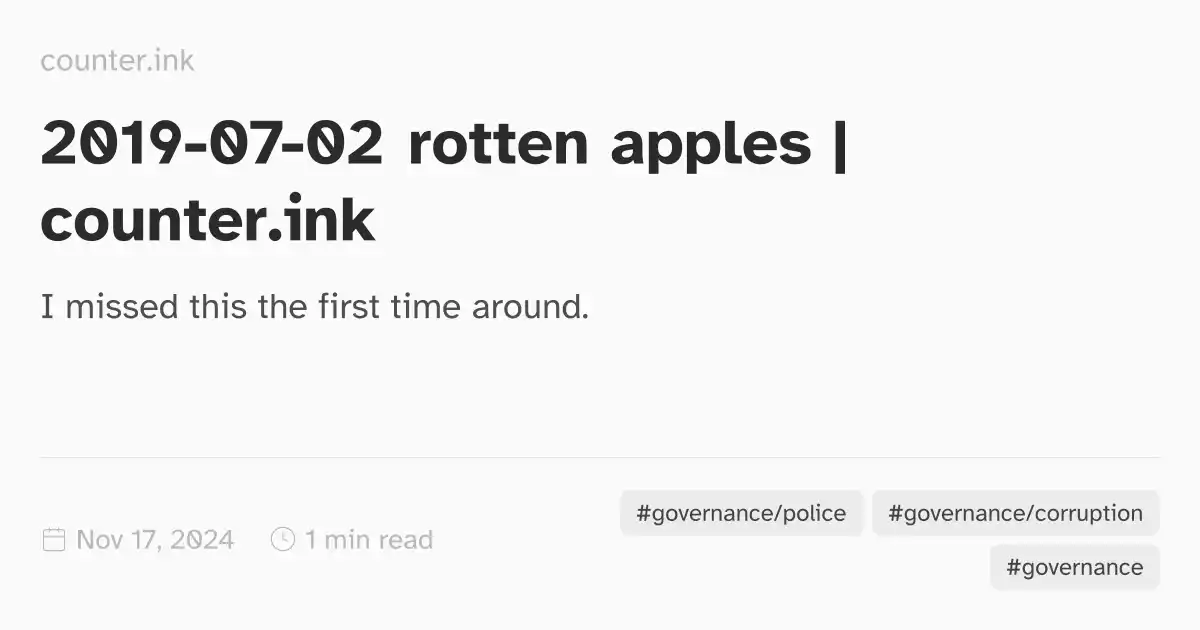 counter.ink
2019-07-02 rotten apples |
counter.ink
I missed this the first time around.
Nov 17, 2024
1 min read
#governance/police
#governance/corruption
#governance